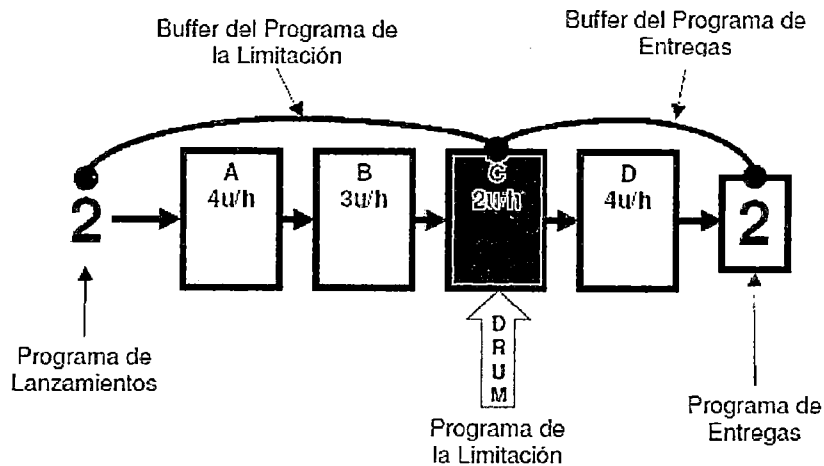 Buffer del Programa de
la Limitación
Buffer del Programa de
Entregas
2
A
4u/h
B
3u/h
C
2u/h
D
4u/h
2
Programa de
Lanzamientos
D
R
U
M
Programa de
la Limitación
Programa de
Entregas